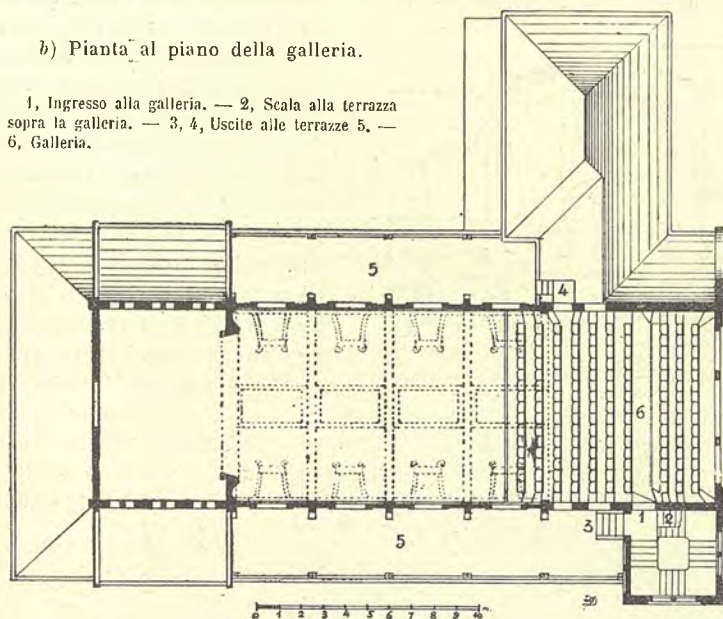 b) Pianta al piano della galleria.
1, Ingresso alla galleria. — 2, Scala alla terrazza
sopra la galleria. — 3, 4, Uscite alle terrazze 5. —
6, Galleria.
5
4
6
3
1
2
5
0 1 2 3 4 5 6 7 8 9 10